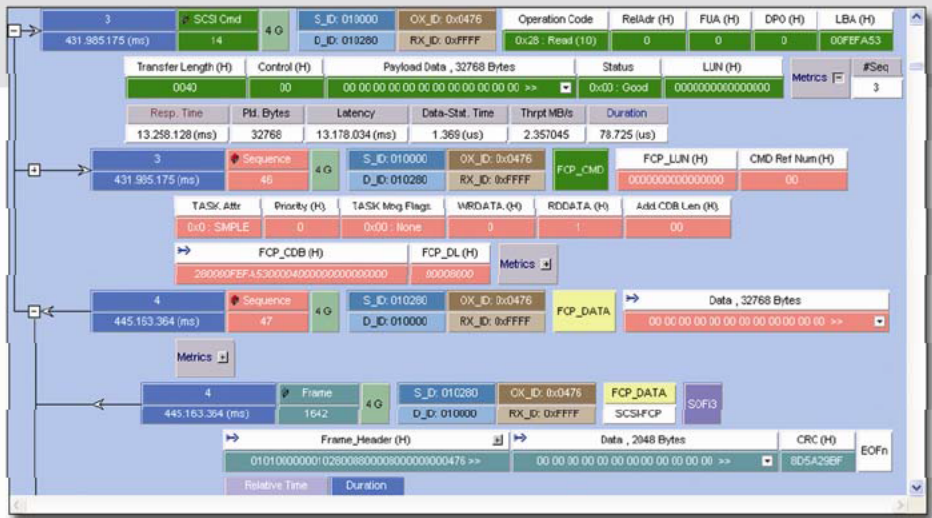 3 SCSI Cmd 4 G S_ID: 010000 OX_ID: 0x0476 Operation Code RelAdr (H) FUA (H) DPO (H) LBA (H)
431.985.175 (ms) 14 D_ID: 010280 RX_ID: 0xFFFF 0x28 : Read (10) 0 0 0 00FEFA53
Transfer Length (H) Control (H) Payload Data , 32768 Bytes Status LUN (H) Metrics #Seq
0040 00 00 00 00 00 00 00 00 00 00 00 00 00 >> 0x00 : Good 0000000000000000 3
Resp. Time Pld. Bytes Latency Data-Stat. Time Thrpt MB/s Duration
13.258.128 (ms) 32768 13.178.034 (ms) 1.369 (us) 2.357045 78.725 (us)
3 Sequence 4 G S_ID: 010000 OX_ID: 0x0476 FCP_CMD FCP_LUN (H) CMD Ref Num (H)
431.985.175 (ms) 46 D_ID: 010280 RX_ID: 0xFFFF 0000000000000000 00
TASK Attr Priority (H) TASK Mng Flags WRDATA (H) RDDATA (H) Add CDB Len (H)
0x0 : SIMPLE 0 0x00 : None 0 1 00
FCP_CDB (H) FCP_DL (H) Metrics
00008000
4 Sequence 4 G S_ID: 010280 OX_ID: 0x0476 FCP_DATA Data , 32768 Bytes
445.163.364 (ms) 47 D_ID: 010000 RX_ID: 0xFFFF 00 00 00 00 00 00 00 00 00 00 00 00 >>
Metrics
4 Frame 4 G S_ID: 010280 OX_ID: 0x0476 FCP_DATA SOFi3
445.163.364 (ms) 1642 D_ID: 010000 RX_ID: 0xFFFF SCSI-FCP
Frame_Header (H) Data , 2048 Bytes CRC (H) EOFn
00 00 00 00 00 00 00 00 00 00 00 00 >> 8D5A29BF
Relative Time Duration